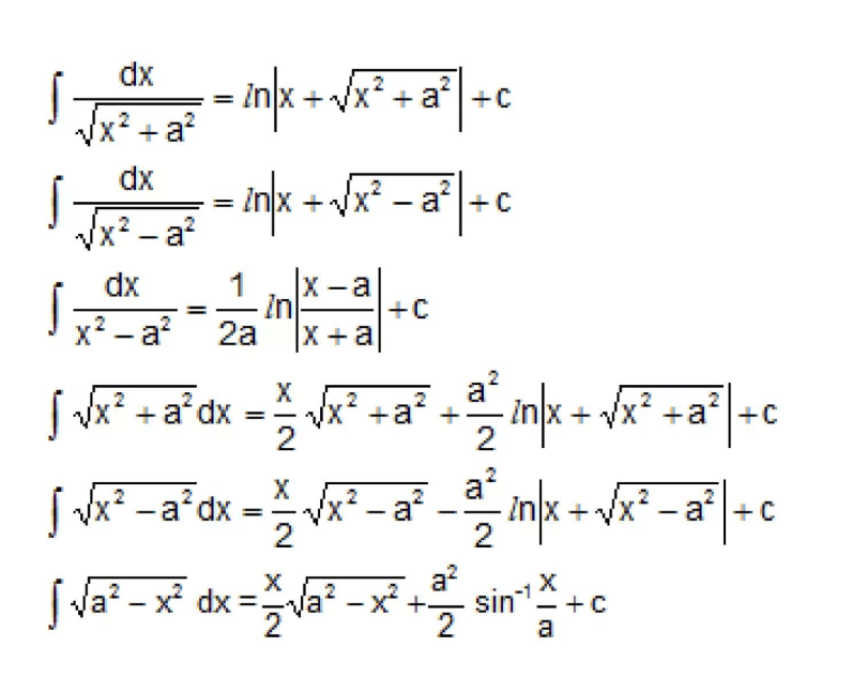 ∫ dx/√(x² + a²) = ln|x + √(x² + a²)| + c
∫ dx/√(x² − a²) = ln|x + √(x² − a²)| + c
∫ dx/(x² − a²) = 1/2a ln|(x − a)/(x + a)| + c
∫ √(x² + a²) dx = x/2 √(x² + a²) + a²/2 ln|x + √(x² + a²)| + c
∫ √(x² − a²) dx = x/2 √(x² − a²) − a²/2 ln|x + √(x² − a²)| + c
∫ √(a² − x²) dx = x/2 √(a² − x²) + a²/2 sin⁻¹ x/a + c